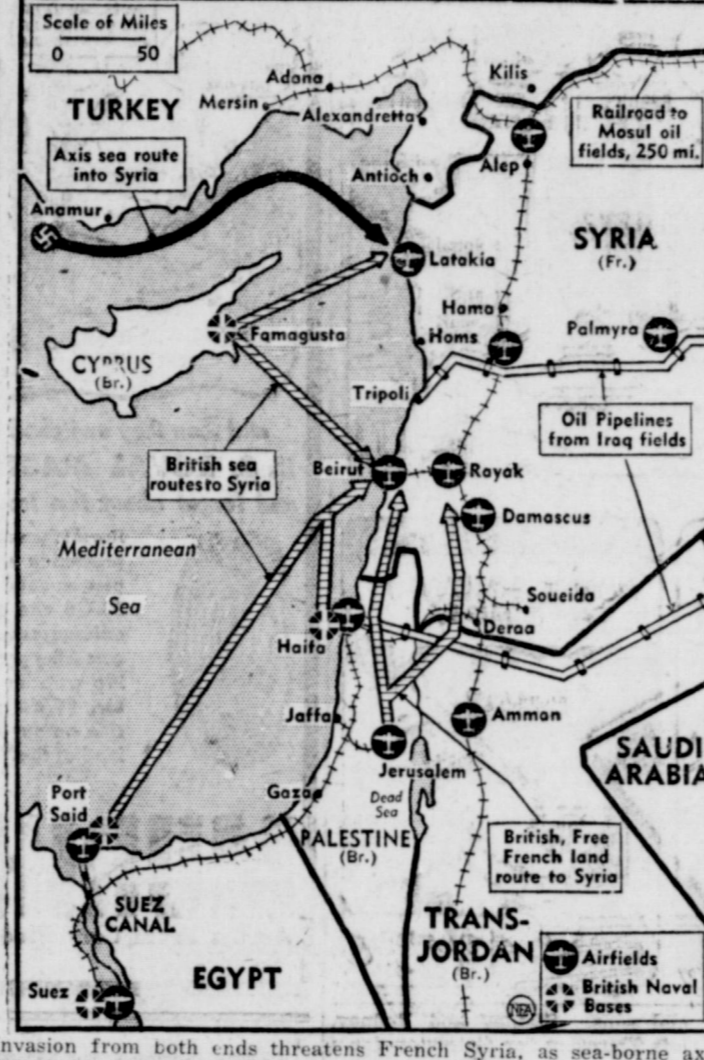 Scale of Miles
0 50
TURKEY
Adana
Mersin
Kilis
Alexandretta
Railroad to
Mosul oil
fields, 250 mi.
Axis sea route
into Syria
Antioch
Alep
Anamur
SYRIA
(Fr.)
Latakia
Hama
Famagusta
Homs
Palmyra
CYPRUS
(Br.)
Tripoli
Oil Pipelines
from Iraq fields
British sea
routes to Syria
Beirut
Rayak
Damascus
Mediterranean
Sea
Soueida
Deraa
Haifa
Jaffa
Amman
Jerusalem
SAUDI
ARABIA
Port
Said
Gaza
Dead
Sea
PALESTINE
(Br.)
British, Free
French land
route to Syria
SUEZ
CANAL
TRANS-
JORDAN
(Br.)
Airfields
EGYPT
British Naval
Bases
Suez
NEA
nvasion from both ends threatens French Syria, as sea-borne ax